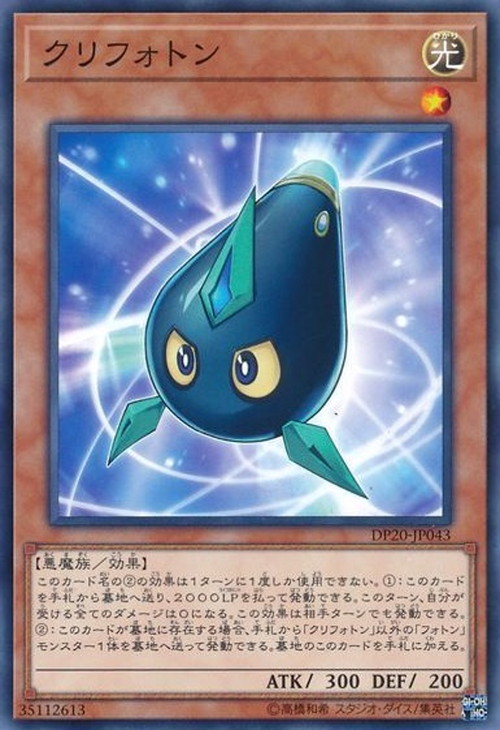 クリフォトン
光
DP20-JP043
【悪魔族/効果】
このカード名の②の効果は1ターンに1度しか使用できない。①：このカード
を手札から墓地へ送り、2000LPを払って発動できる。このターン、自分が
受ける全てのダメージは0になる。この効果は相手ターンでも発動できる。
②：このカードが墓地に存在する場合、手札から「クリフォトン」以外の「フォトン」
モンスター1体を墓地へ送って発動できる。墓地のこのカードを手札に加える。
ATK/ 300 DEF/ 200
35112613 ©高橋和希 スタジオ・ダイス/集英社